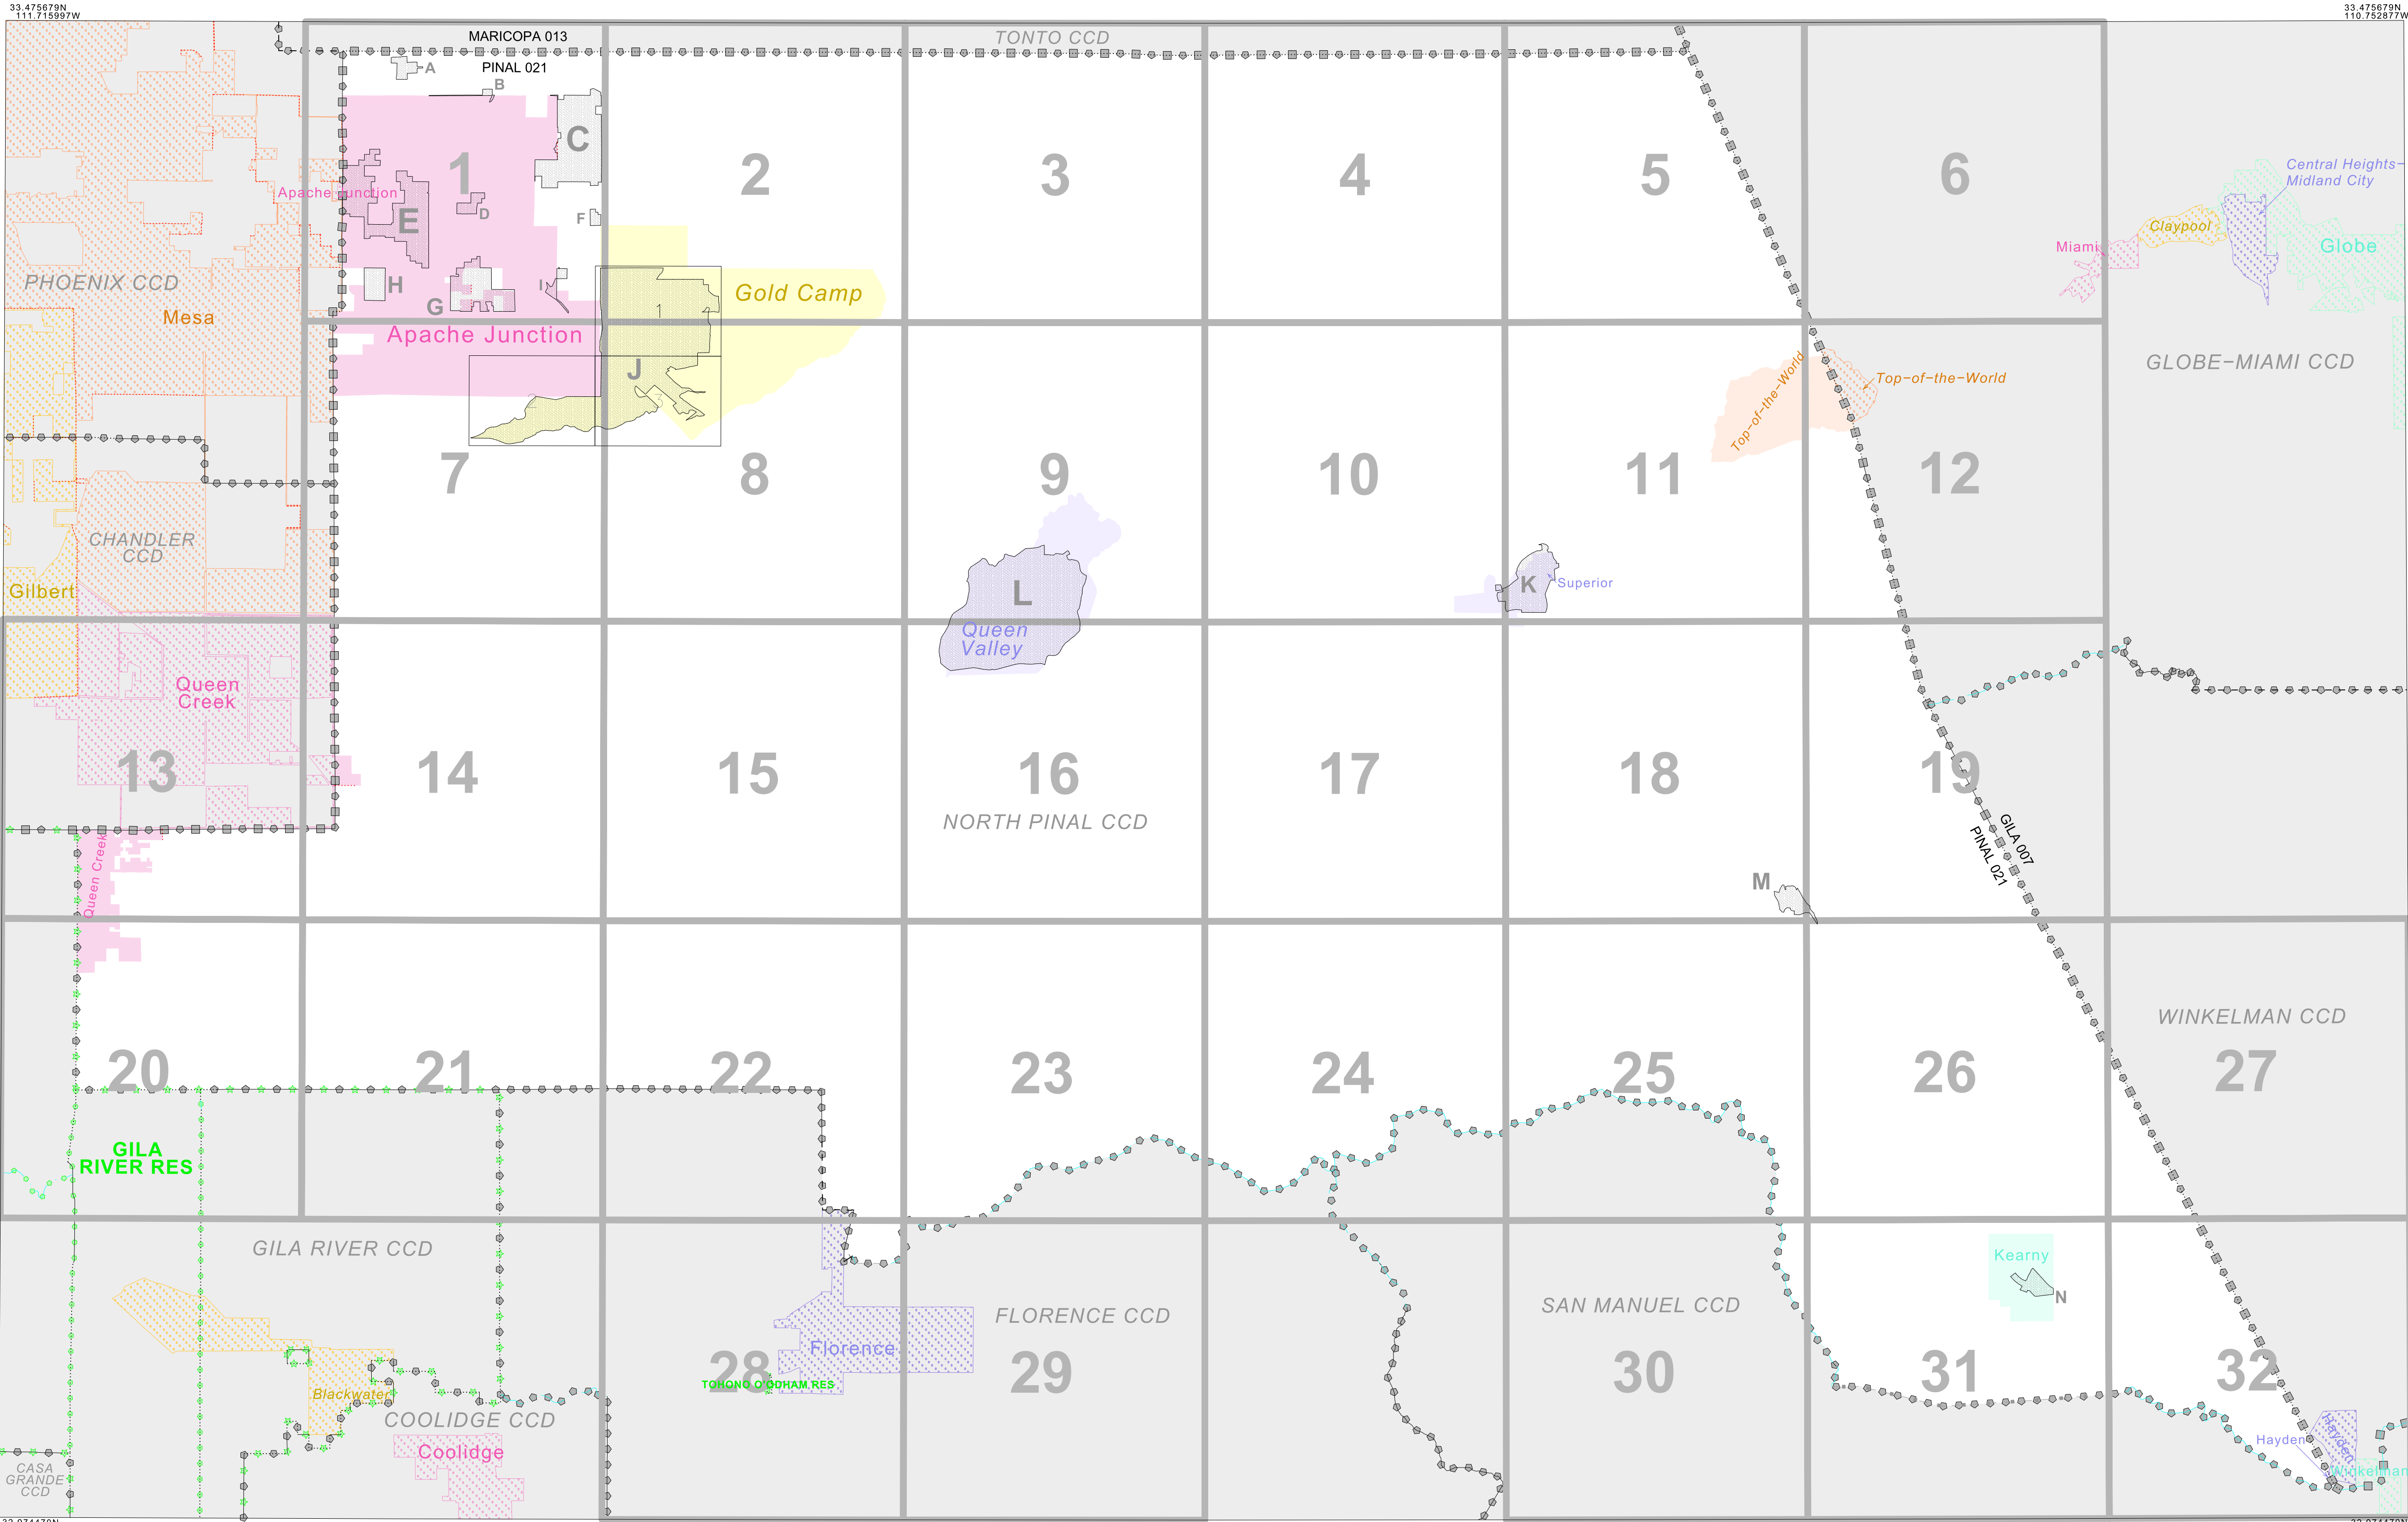 33.475679N
111.715997W
33.475679N
110.752877W
MARICOPA 013
PINAL 021
TONTO CCD
A
B
C
1
2
3
4
5
6
Central Heights-
Midland City
Apache Junction
E
D
F
Claypool
Miami
Globe
PHOENIX CCD
H
I
G
Gold Camp
1
Mesa
Apache Junction
J
GLOBE-MIAMI CCD
Top-of-the-World
Top-of-the-World
2
3
7
8
9
10
11
12
CHANDLER
CCD
Gilbert
L
K
Superior
Queen
Valley
Queen
Creek
13
14
15
16
17
18
19
NORTH PINAL CCD
GILA 007
PINAL 021
Queen Creek
M
WINKELMAN CCD
20
21
22
23
24
25
26
27
GILA
RIVER RES
GILA RIVER CCD
Kearny
N
FLORENCE CCD
SAN MANUEL CCD
Florence
28
29
30
31
32
TOHONO O'ODHAM RES
Blackwater
COOLIDGE CCD
Coolidge
Hayden
Hayden
Winkelman
CASA
GRANDE
CCD